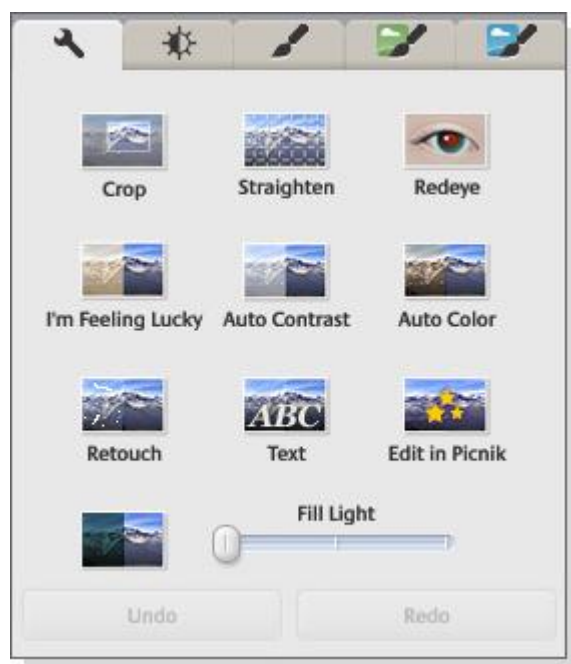 Crop Straighten Redeye
I'm Feeling Lucky Auto Contrast Auto Color
ABC
Retouch Text Edit in Picnik
Fill Light
Undo Redo